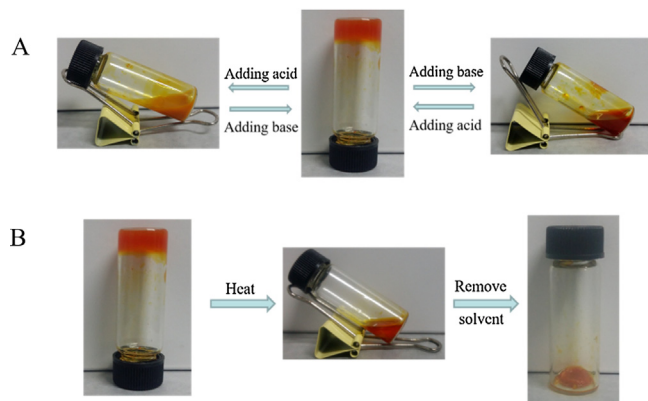 A
Adding acid
Adding base
Adding base
Adding acid
B
Heat
Remove
solvent